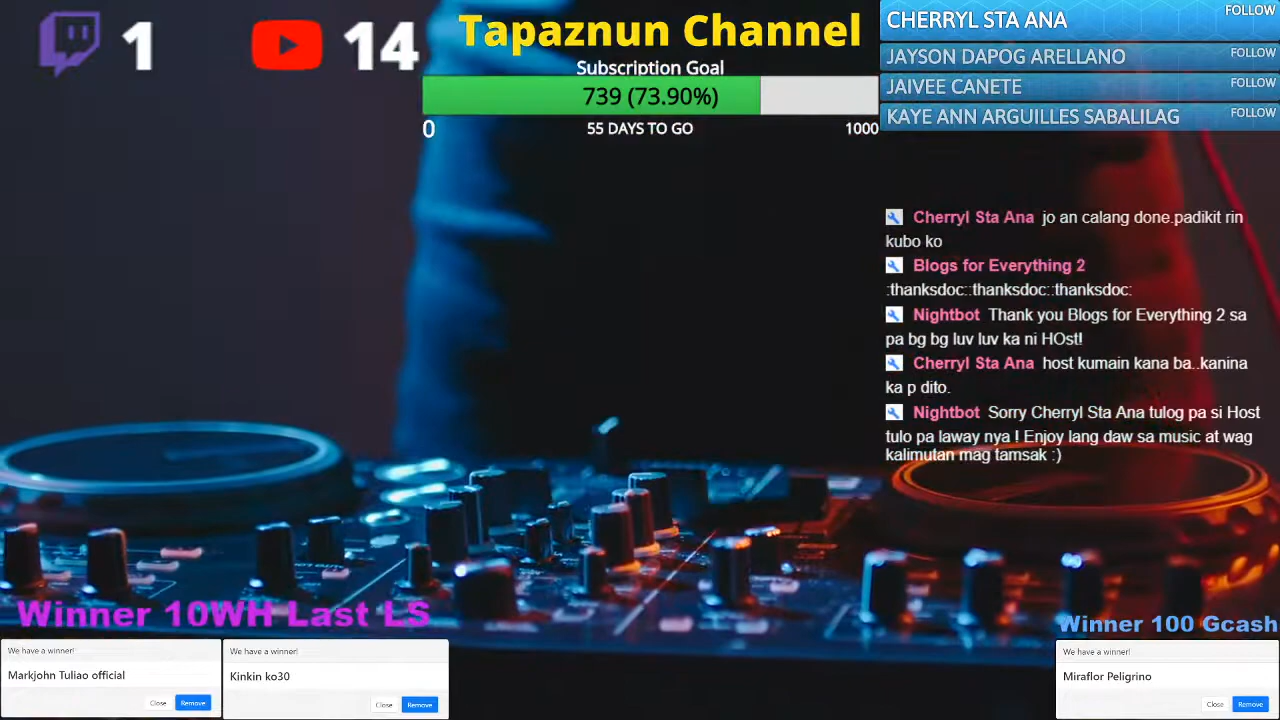 1
14
Tapaznun Channel
Subscription Goal
739 (73.90%)
0
55 DAYS TO GO
1000
CHERRYL STA ANA
FOLLOW
JAYSON DAPOG ARELLANO
FOLLOW
JAIVEE CANETE
FOLLOW
KAYE ANN ARGUILLES SABALILAG
FOLLOW
Cherryl Sta Ana jo an calang done.padikit rin
kubo ko
Blogs for Everything 2
:thanksdoc::thanksdoc::thanksdoc:
Nightbot Thank you Blogs for Everything 2 sa
pa bg bg luv luv ka ni HOst!
Cherryl Sta Ana host kumain kana ba..kanina
ka p dito.
Nightbot Sorry Cherryl Sta Ana tulog pa si Host
tulo pa laway nya ! Enjoy lang daw sa music at wag
kalimutan mag tamsak :)
Winner 10WH Last LS
Winner 100 Gcash
We have a winner!
Markjohn Tuliao official
Close Remove
We have a winner!
Kinkin ko30
Close Remove
We have a winner!
Miraflor Peligrino
Close Remove